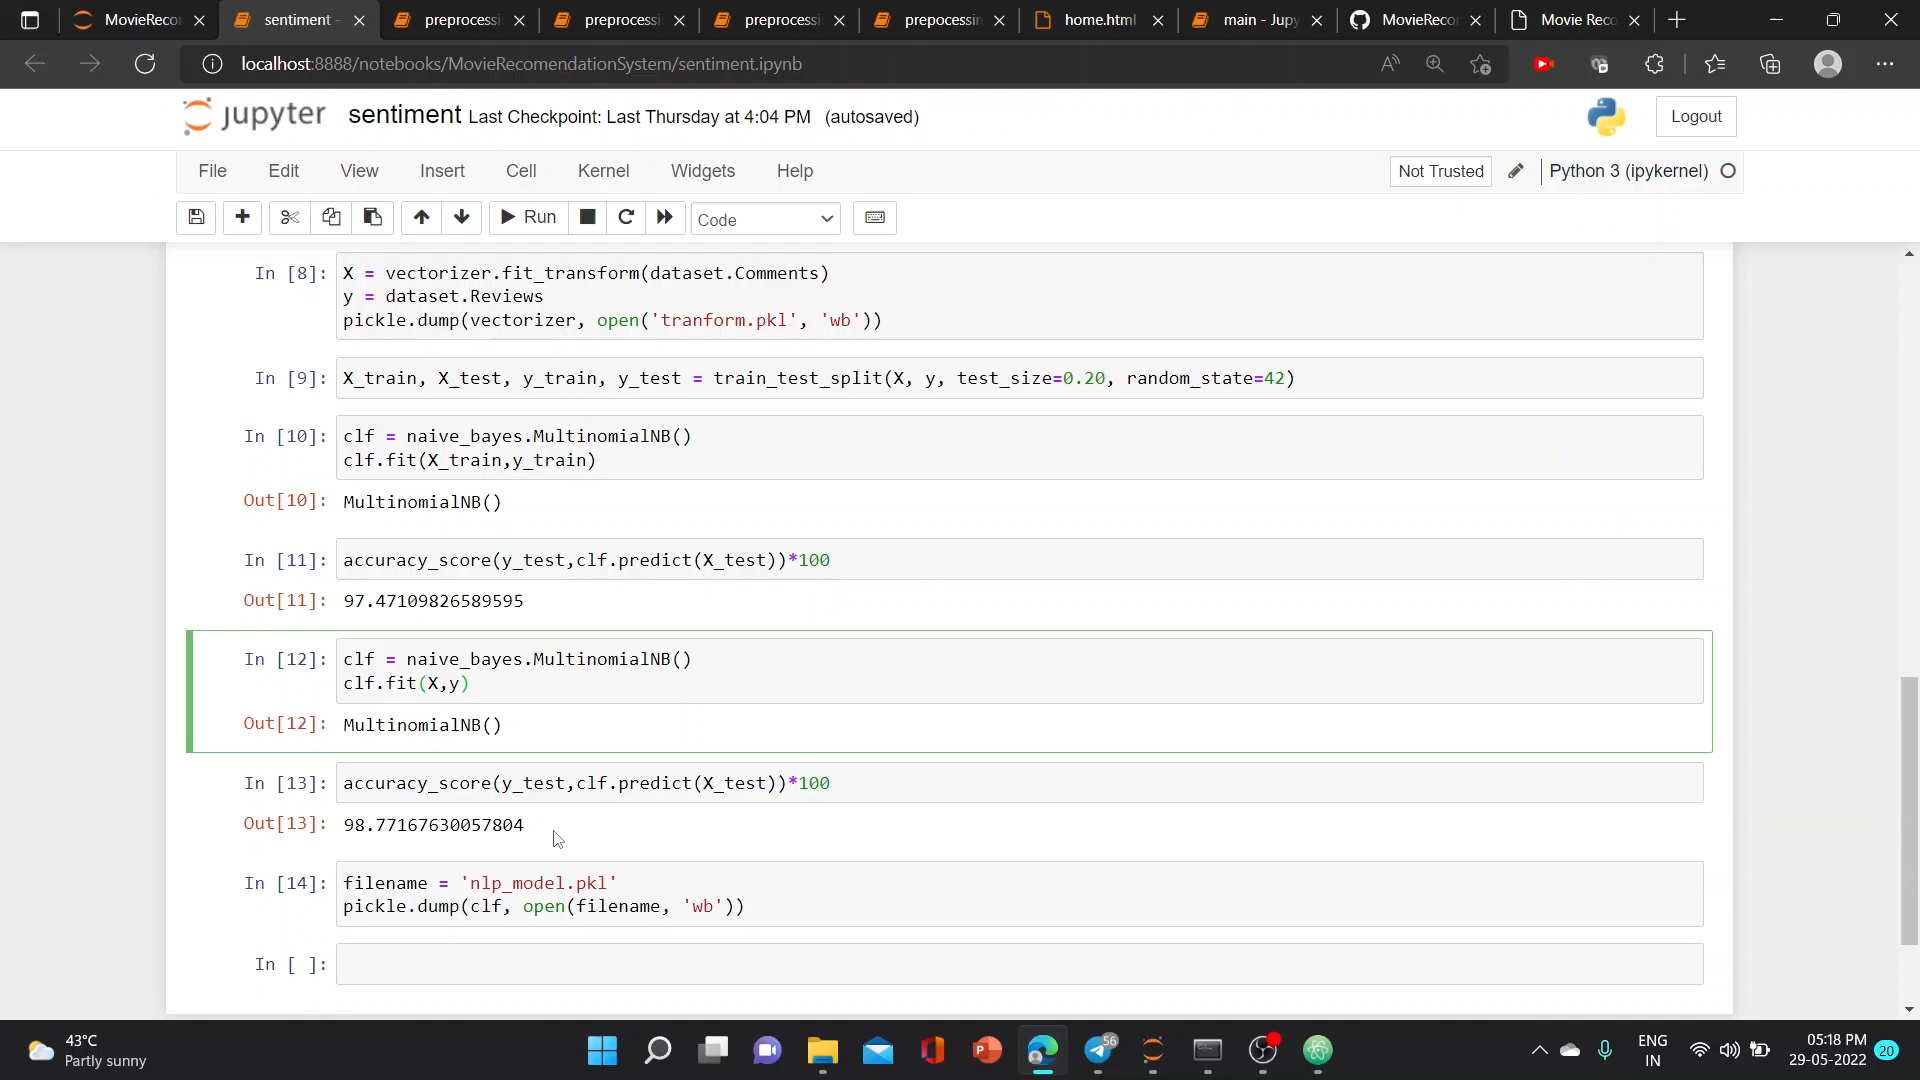 MovieRecor
sentiment -
preprocessi
preprocessi
preprocessi
prepocessin
home.html
main - Jupy
MovieReco
Movie Reco
localhost:8888/notebooks/MovieRecomendationSystem/sentiment.ipynb
jupyter sentiment Last Checkpoint: Last Thursday at 4:04 PM (autosaved)
Logout
File Edit View Insert Cell Kernel Widgets Help
Not Trusted
Python 3 (ipykernel)
Run
Code
In [8]: X = vectorizer.fit_transform(dataset.Comments)
y = dataset.Reviews
pickle.dump(vectorizer, open('tranform.pkl', 'wb'))
In [9]: X_train, X_test, y_train, y_test = train_test_split(X, y, test_size=0.20, random_state=42)
In [10]: clf = naive_bayes.MultinomialNB()
clf.fit(X_train,y_train)
Out[10]: MultinomialNB()
In [11]: accuracy_score(y_test,clf.predict(X_test))*100
Out[11]: 97.47109826589595
In [12]: clf = naive_bayes.MultinomialNB()
clf.fit(X,y)
Out[12]: MultinomialNB()
In [13]: accuracy_score(y_test,clf.predict(X_test))*100
Out[13]: 98.77167630057804
In [14]: filename = 'nlp_model.pkl'
pickle.dump(clf, open(filename, 'wb'))
In [ ]:
43°C
Partly sunny
56
ENG
IN
05:18 PM
29-05-2022
20